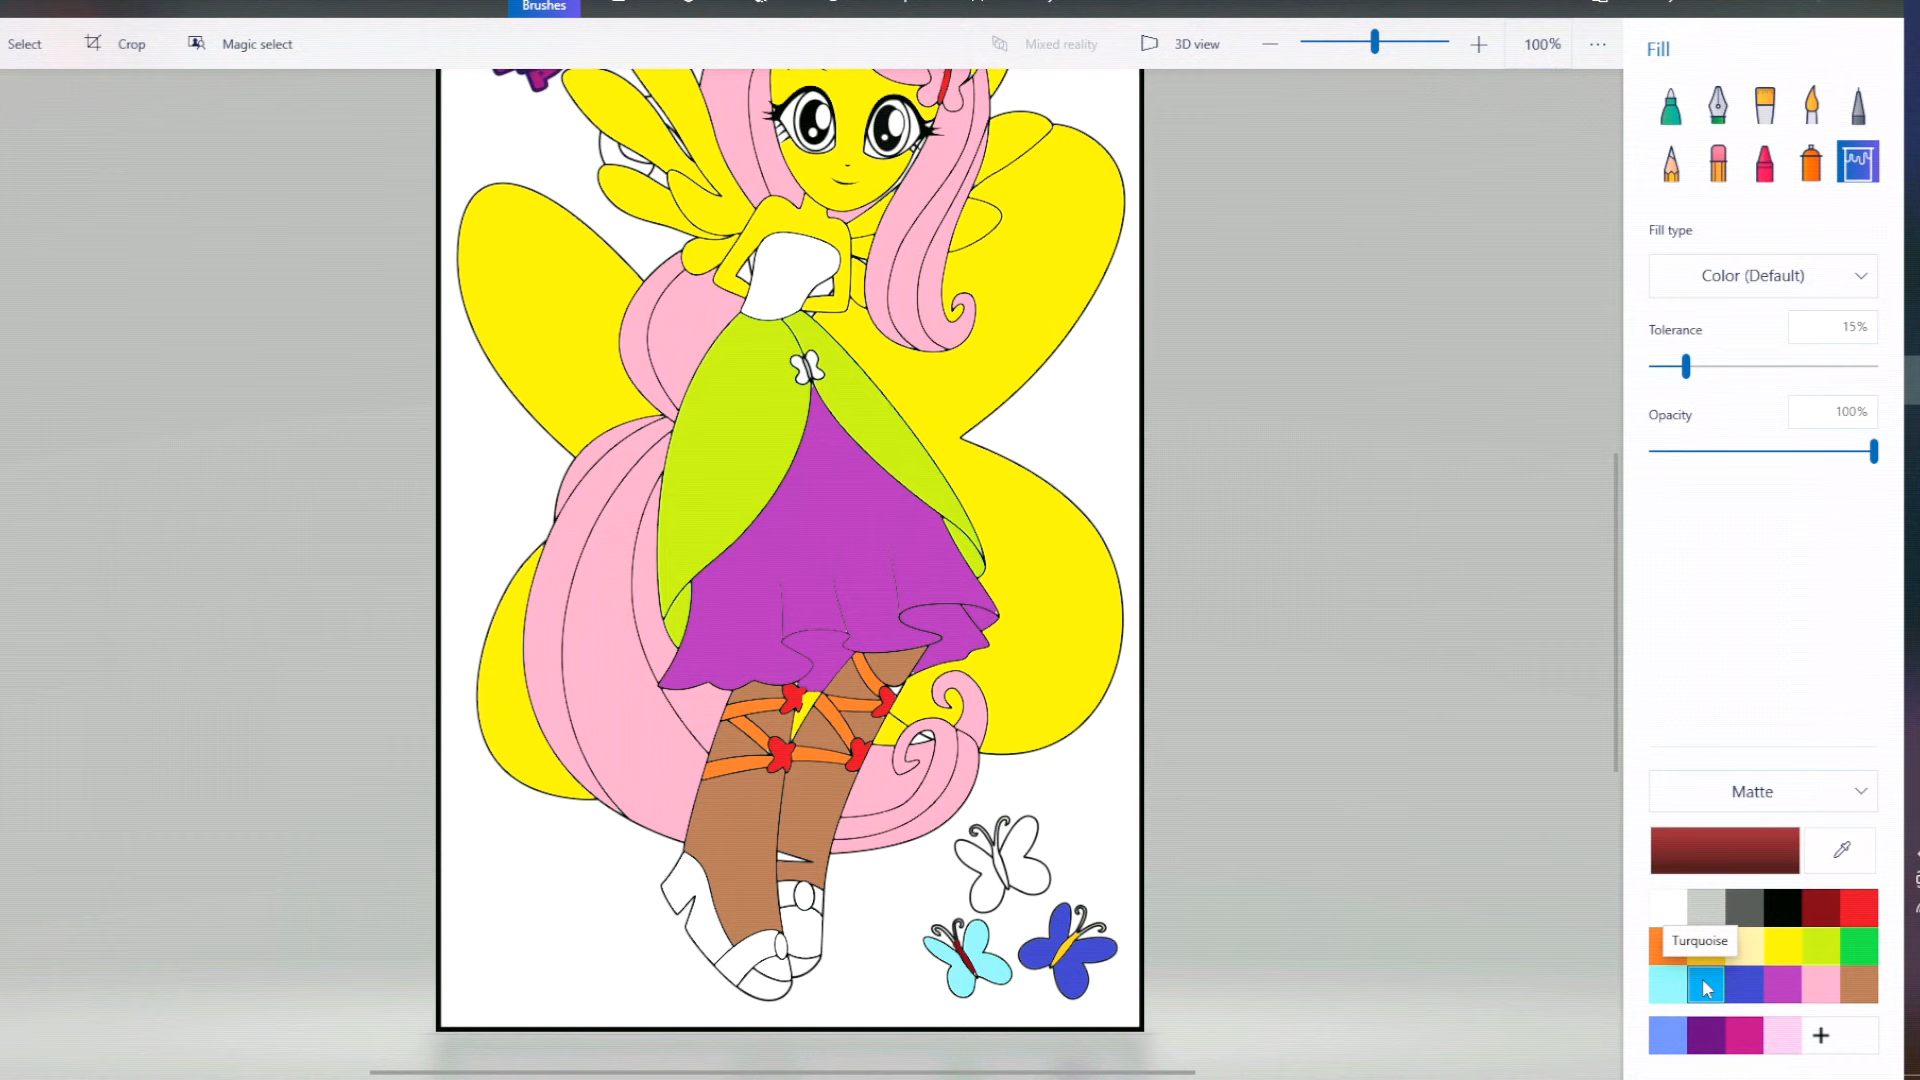 Brushes
Select
Crop
Magic select
Mixed reality
3D view
100%
Fill
Fill type
Color (Default)
Tolerance
15%
Opacity
100%
Matte
Turquoise